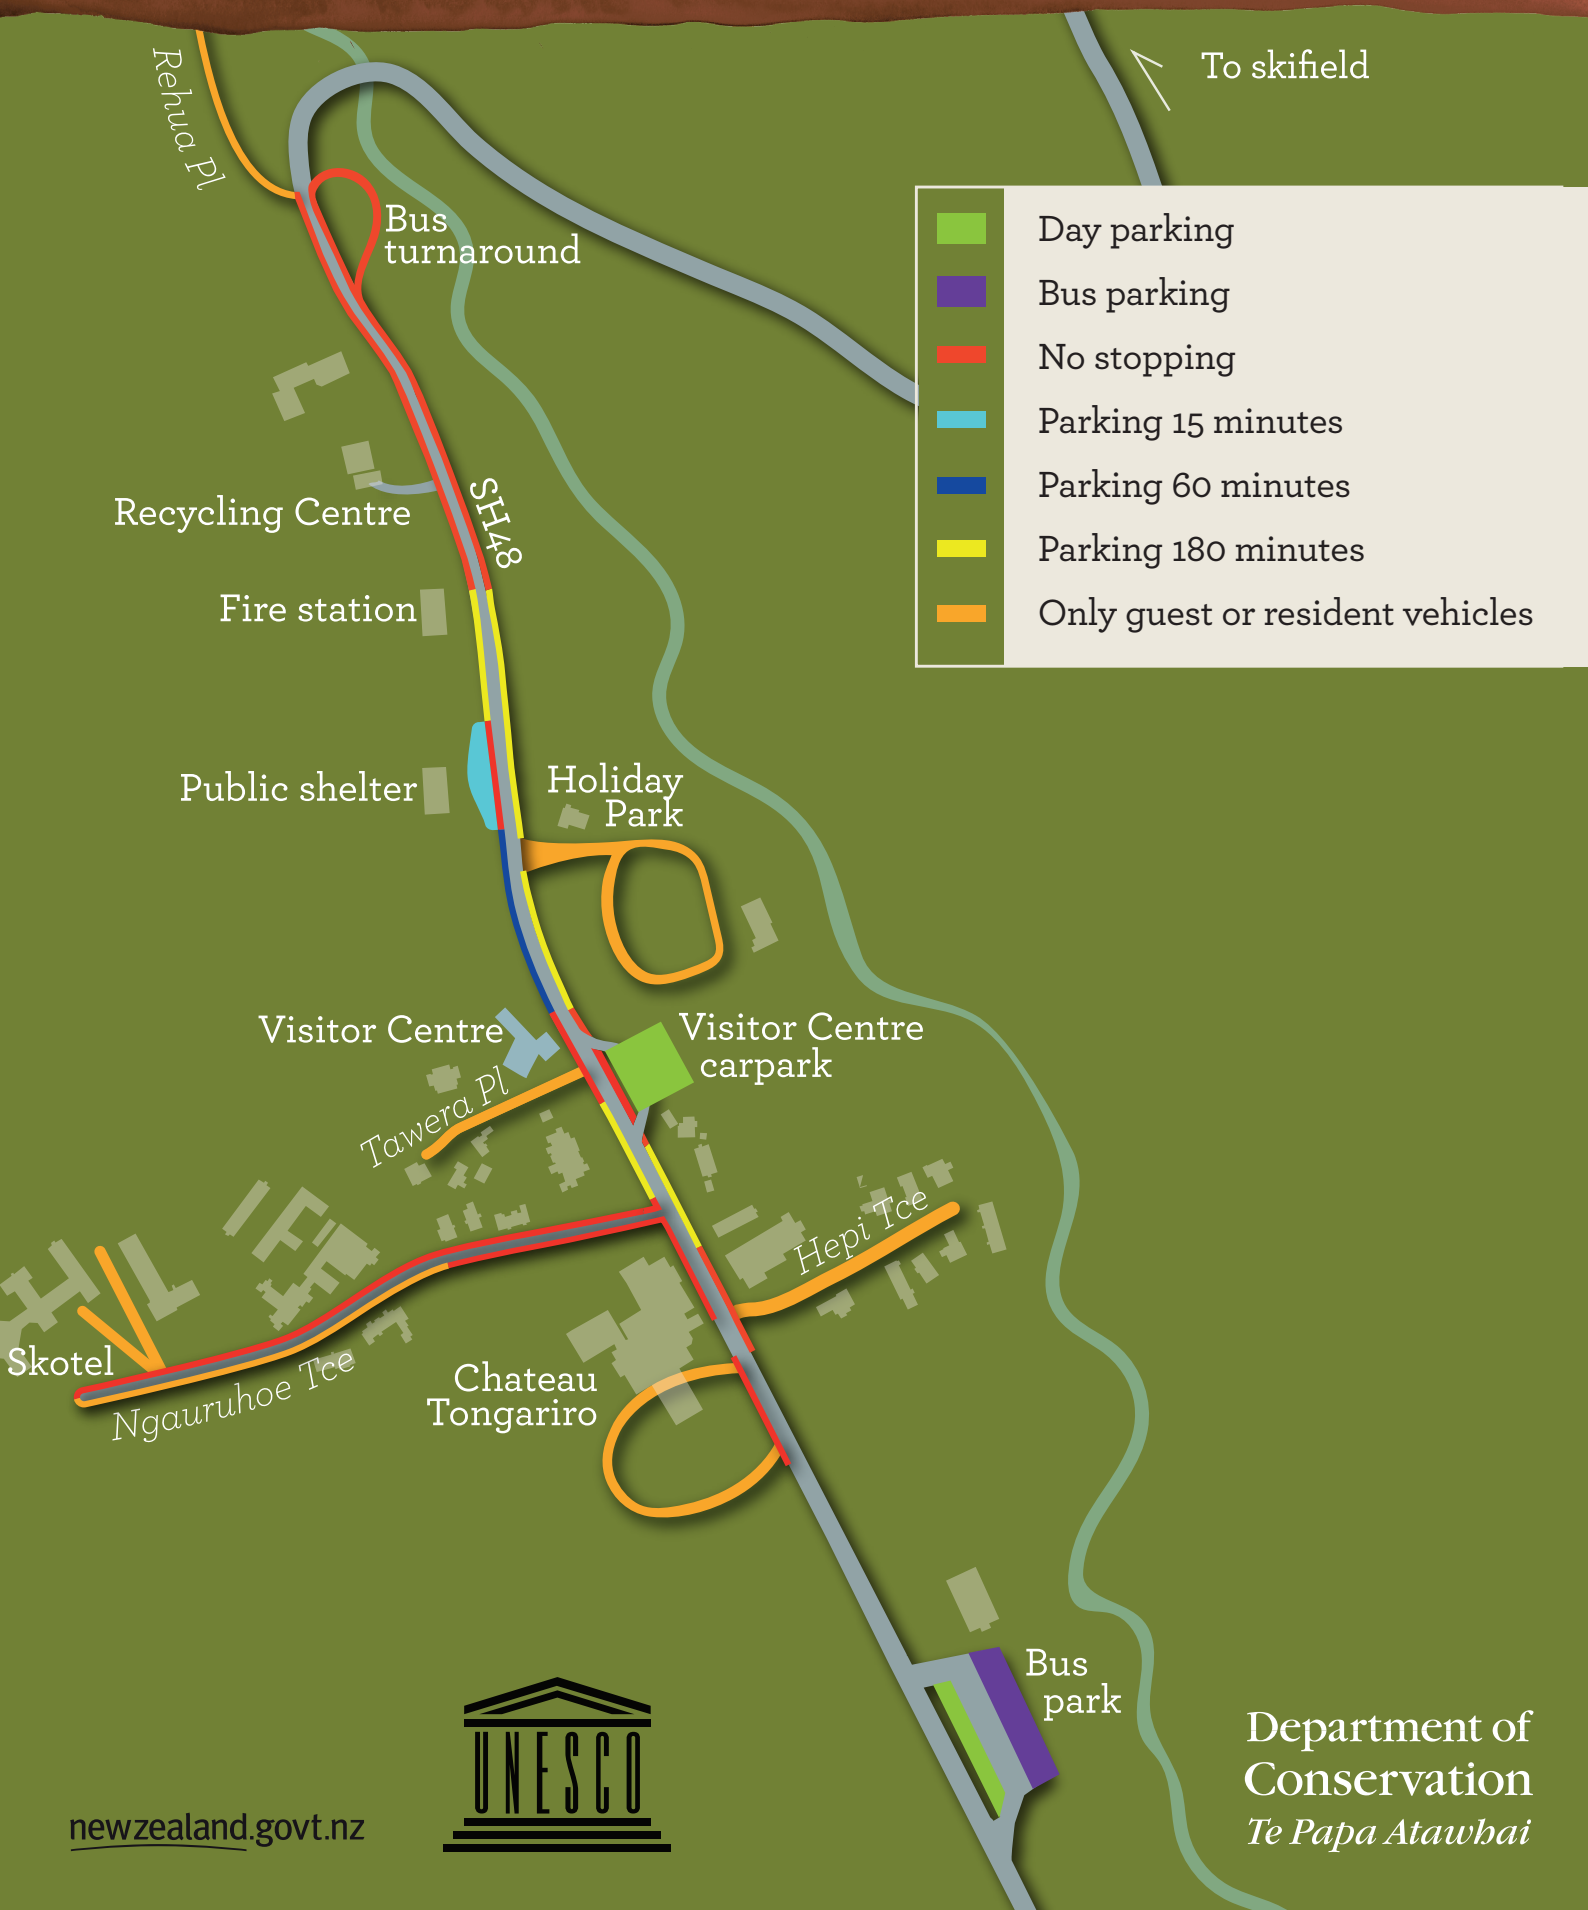 To skifield
Rehua Pl
Bus
turnaround
Day parking
Bus parking
No stopping
Parking 15 minutes
Parking 60 minutes
Parking 180 minutes
Only guest or resident vehicles
SH48
Recycling Centre
Fire station
Public shelter
Holiday
Park
Visitor Centre
Visitor Centre
carpark
Tawera Pl
Hepi Tce
Skotel
Ngauruhoe Tce
Chateau
Tongariro
Bus
park
UNESCO
newzealand.govt.nz
Department of
Conservation
Te Papa Atawhai